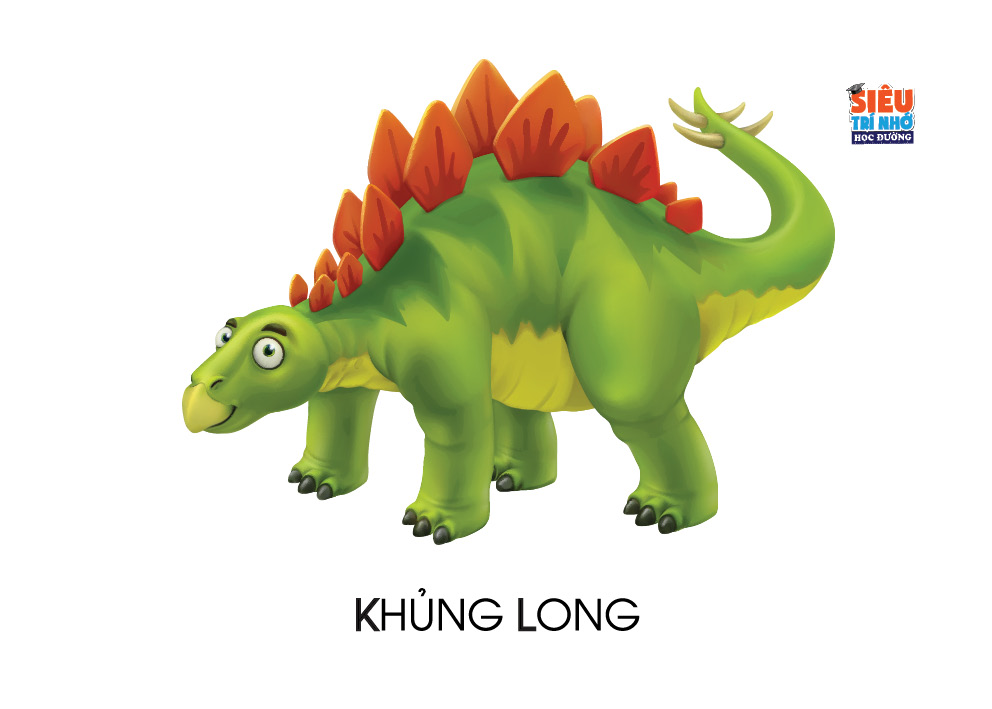 SIÊU
TRÍ NHỚ
HỌC ĐƯỜNG
KHỦNG LONG